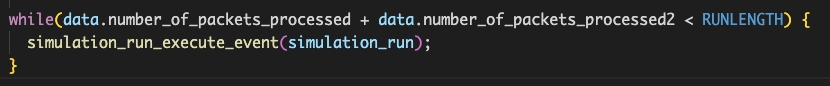 while(data.number_of_packets_processed + data.number_of_packets_processed2 < RUNLENGTH) {
  simulation_run_execute_event(simulation_run);
}